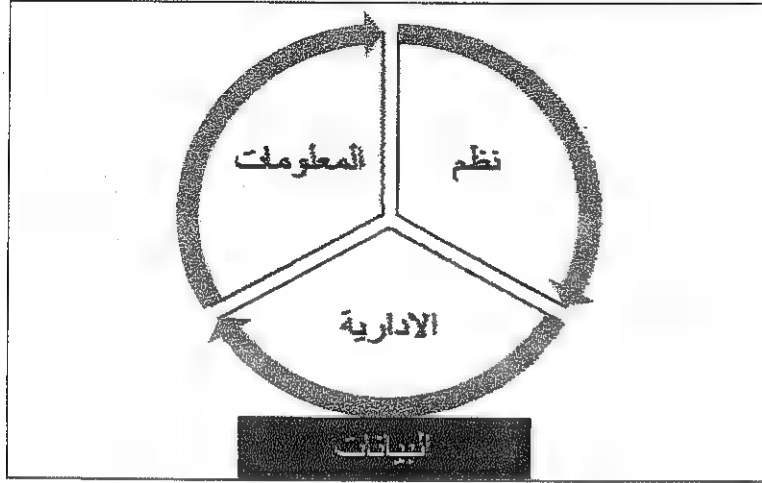 نظم
المعلومات
الادارية
البيانات